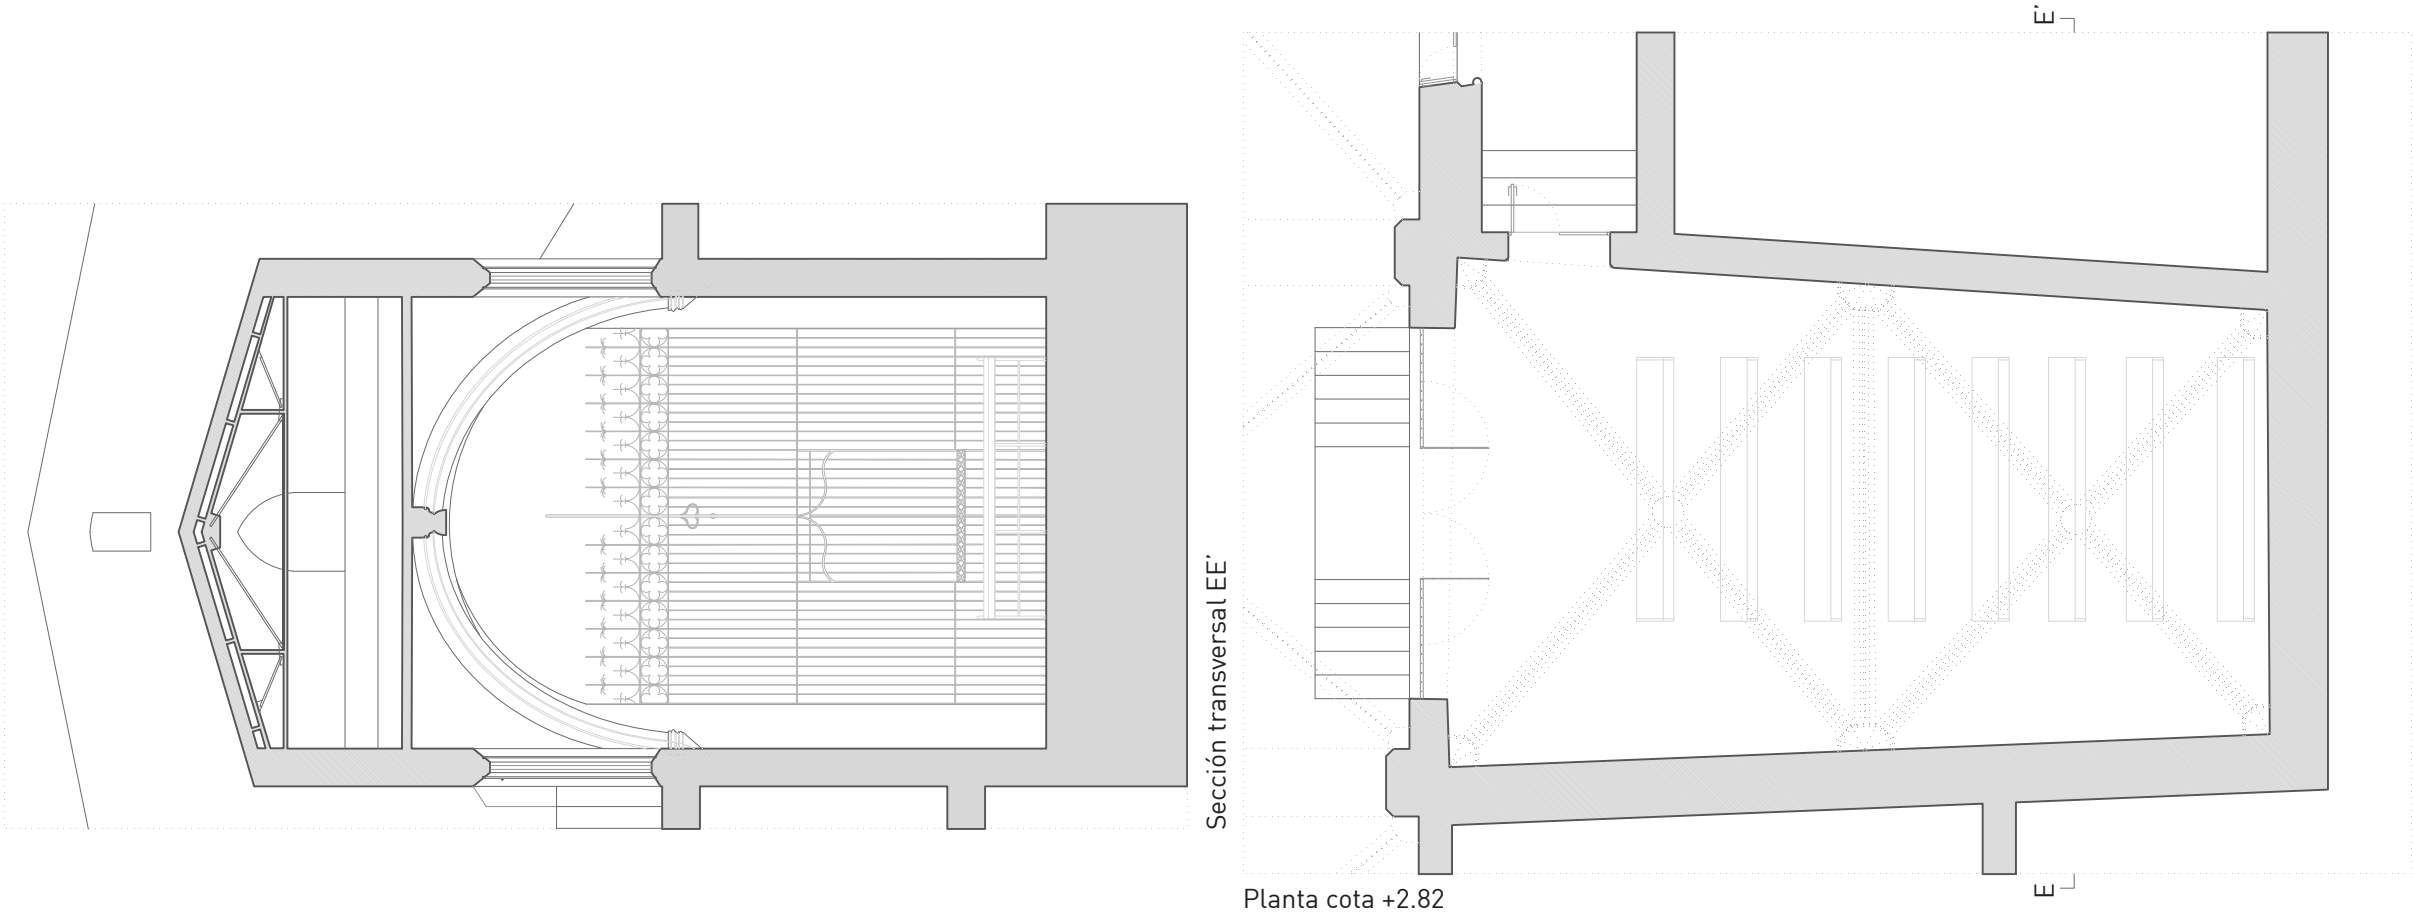 Sección transversal EE’
E’
Planta cota +2.82
E